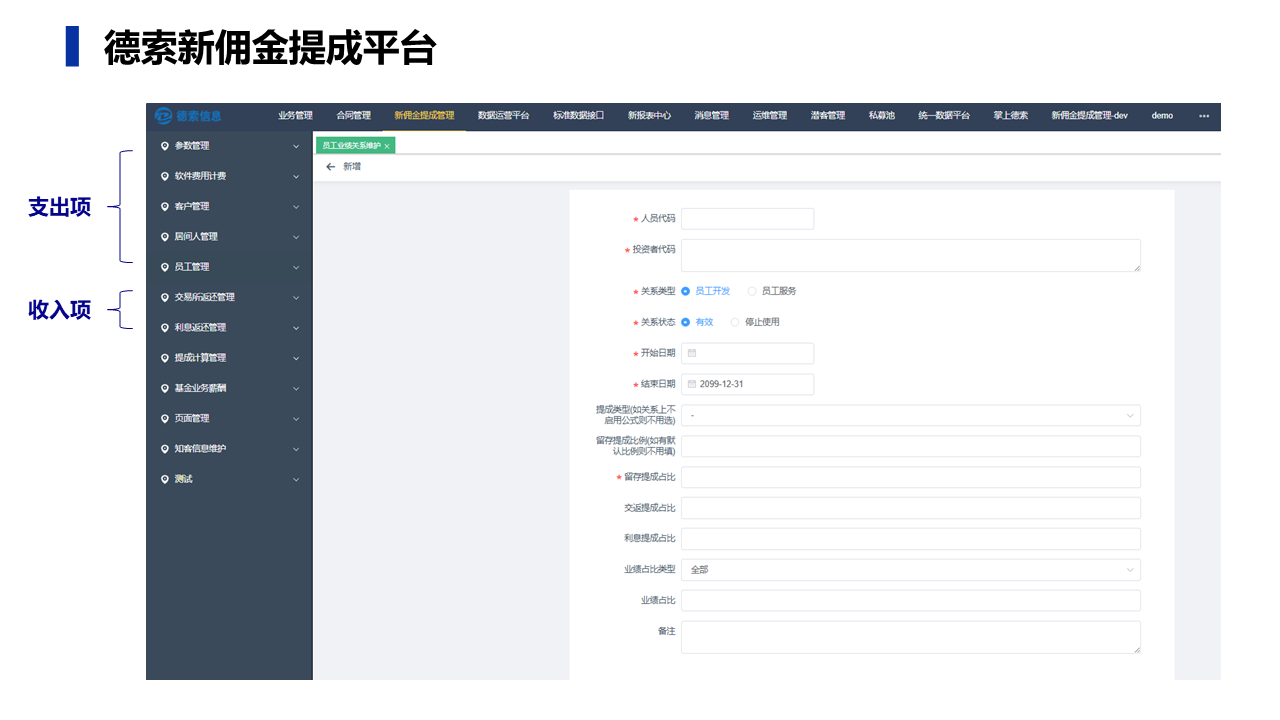 德索新佣金提成平台
德索信息 业务管理 合同管理 新佣金提成管理 数据运营平台 标准数据接口 新报表中心 消息管理 运维管理 潜客管理 私募池 统一数据平台 掌上德索 新佣金提成管理-dev demo •••
参数管理
员工业绩关系维护 ×
← 新增
软件费用计费
支出项
客户管理
居间人管理
员工管理
收入项
交易所返还管理
利息返还管理
提成计算管理
基金业务薪酬
页面管理
知客信息维护
测试
* 人员代码
* 投资者代码
* 关系类型 员工开发 员工服务
* 关系状态 有效 停止使用
* 开始日期
* 结束日期 2099-12-31
提成类型(如关系上不
启用公式则不用选) -
留存提成比例(如有默
认比例则不用填)
* 留存提成占比
交返提成占比
利息提成占比
业绩占比类型 全部
业绩占比
备注